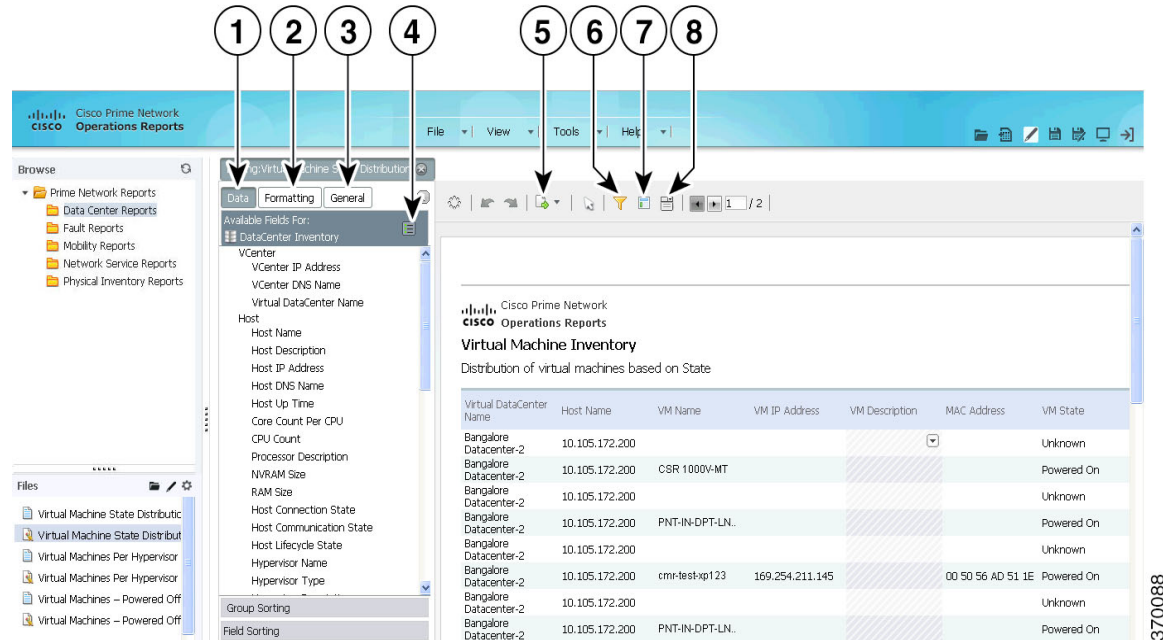 1 2 3 4 5 6 7 8
Cisco Prime Network
CISCO Operations Reports
File View Tools Help
Browse
Prime Network Reports
Data Center Reports
Fault Reports
Mobility Reports
Network Service Reports
Physical Inventory Reports
Files
Virtual Machine State Distributic
Virtual Machine State Distribut
Virtual Machines Per Hypervisor
Virtual Machines Per Hypervisor
Virtual Machines – Powered Off
Virtual Machines – Powered Off
Distribution
Data Formatting General
Available Fields For:
DataCenter Inventory
VCenter
VCenter IP Address
VCenter DNS Name
Virtual DataCenter Name
Host
Host Name
Host Description
Host IP Address
Host DNS Name
Host Up Time
Core Count Per CPU
CPU Count
Processor Description
NVRAM Size
RAM Size
Host Connection State
Host Communication State
Host Lifecycle State
Hypervisor Name
Hypervisor Type
Group Sorting
Field Sorting
1 / 2
Cisco Prime Network
CISCO Operations Reports
Virtual Machine Inventory
Distribution of virtual machines based on State
Virtual DataCenter Name Host Name VM Name VM IP Address VM Description MAC Address VM State
Bangalore Datacenter-2 10.105.172.200 Unknown
Bangalore Datacenter-2 10.105.172.200 CSR 1000V-MT Powered On
Bangalore Datacenter-2 10.105.172.200 Unknown
Bangalore Datacenter-2 10.105.172.200 PNT-IN-DPT-LN.. Powered On
Bangalore Datacenter-2 10.105.172.200 Unknown
Bangalore Datacenter-2 10.105.172.200 cmr-test-xp123 169.254.211.145 00 50 56 AD 51 1E Powered On
Bangalore Datacenter-2 10.105.172.200 Unknown
Bangalore Datacenter-2 10.105.172.200 PNT-IN-DPT-LN.. Powered On
370088